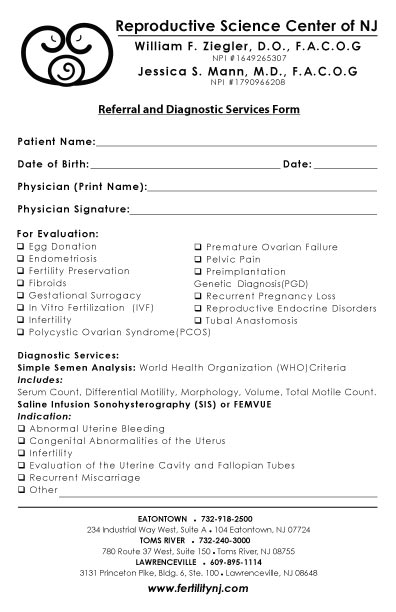 Reproductive Science Center of NJ
William F. Ziegler, D.O., F.A.C.O.G
NPI #1649265307
Jessica S. Mann, M.D., F.A.C.O.G
NPI #1790966208
Referral and Diagnostic Services Form
Patient Name:
Date of Birth: Date:
Physician (Print Name):
Physician Signature:
For Evaluation:
❑ Egg Donation
❑ Endometriosis
❑ Fertility Preservation
❑ Fibroids
❑ Gestational Surrogacy
❑ In Vitro Fertilization (IVF)
❑ Infertility
❑ Polycystic Ovarian Syndrome(PCOS)
❑ Premature Ovarian Failure
❑ Pelvic Pain
❑ Preimplantation
Genetic Diagnosis(PGD)
❑ Recurrent Pregnancy Loss
❑ Reproductive Endocrine Disorders
❑ Tubal Anastomosis
Diagnostic Services:
Simple Semen Analysis: World Health Organization (WHO)Criteria
Includes:
Serum Count, Differential Motility, Morphology, Volume, Total Motile Count.
Saline Infusion Sonohysterography (SIS) or FEMVUE
Indication:
❑ Abnormal Uterine Bleeding
❑ Congenital Abnormalities of the Uterus
❑ Infertility
❑ Evaluation of the Uterine Cavity and Fallopian Tubes
❑ Recurrent Miscarriage
❑ Other
EATONTOWN • 732-918-2500
234 Industrial Way West, Suite A • 104 Eatontown, NJ 07724
TOMS RIVER • 732-240-3000
780 Route 37 West, Suite 150 • Toms River, NJ 08755
LAWRENCEVILLE • 609-895-1114
3131 Princeton Pike, Bldg. 6, Ste. 100 • Lawrenceville, NJ 08648
www.fertilitynj.com